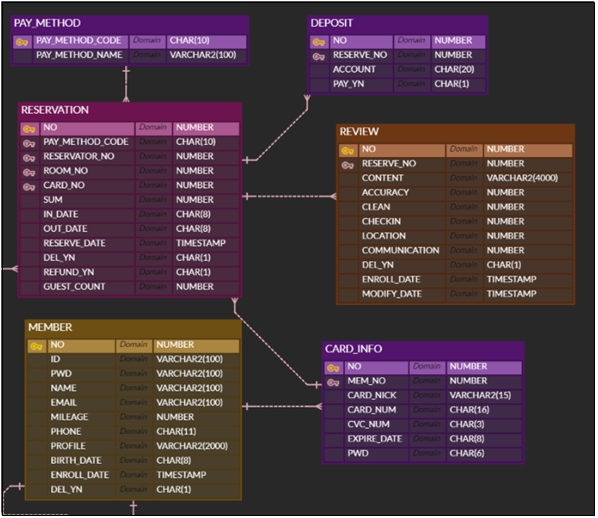 PAY_METHOD
PAY_METHOD_CODE Domain CHAR(10)
PAY_METHOD_NAME Domain VARCHAR2(100)
DEPOSIT
NO Domain NUMBER
RESERVE_NO Domain NUMBER
ACCOUNT Domain CHAR(20)
PAY_YN Domain CHAR(1)
RESERVATION
NO Domain NUMBER
PAY_METHOD_CODE Domain CHAR(10)
RESERVATOR_NO Domain NUMBER
ROOM_NO Domain NUMBER
CARD_NO Domain NUMBER
SUM Domain NUMBER
IN_DATE Domain CHAR(8)
OUT_DATE Domain CHAR(8)
RESERVE_DATE Domain TIMESTAMP
DEL_YN Domain CHAR(1)
REFUND_YN Domain CHAR(1)
GUEST_COUNT Domain NUMBER
REVIEW
NO Domain NUMBER
RESERVE_NO Domain NUMBER
CONTENT Domain VARCHAR2(4000)
ACCURACY Domain NUMBER
CLEAN Domain NUMBER
CHECKIN Domain NUMBER
LOCATION Domain NUMBER
COMMUNICATION Domain NUMBER
DEL_YN Domain CHAR(1)
ENROLL_DATE Domain TIMESTAMP
MODIFY_DATE Domain TIMESTAMP
MEMBER
NO Domain NUMBER
ID Domain VARCHAR2(100)
PWD Domain VARCHAR2(100)
NAME Domain VARCHAR2(100)
EMAIL Domain VARCHAR2(100)
MILEAGE Domain NUMBER
PHONE Domain CHAR(11)
PROFILE Domain VARCHAR2(2000)
BIRTH_DATE Domain CHAR(8)
ENROLL_DATE Domain TIMESTAMP
DEL_YN Domain CHAR(1)
CARD_INFO
NO Domain NUMBER
MEM_NO Domain NUMBER
CARD_NICK Domain VARCHAR2(15)
CARD_NUM Domain CHAR(16)
CVC_NUM Domain CHAR(3)
EXPIRE_DATE Domain CHAR(8)
PWD Domain CHAR(6)